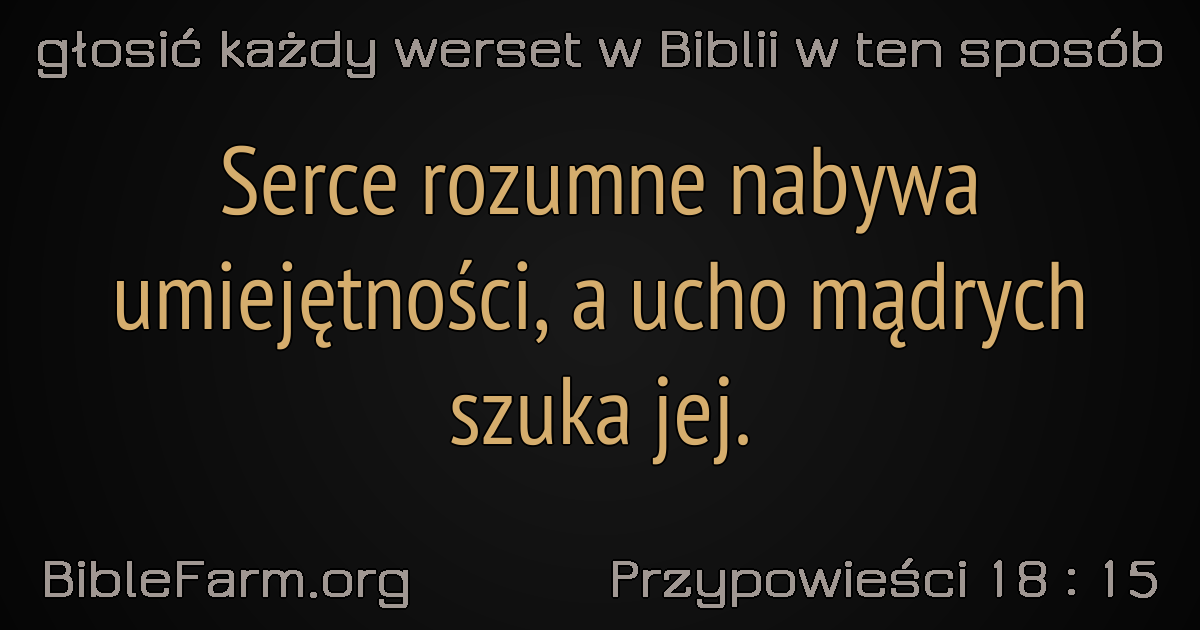 głosić każdy werset w Biblii w ten sposób
Serce rozumne nabywa
umiejętności, a ucho mądrych
szuka jej.
BibleFarm.org
Przypowieści 18 : 15